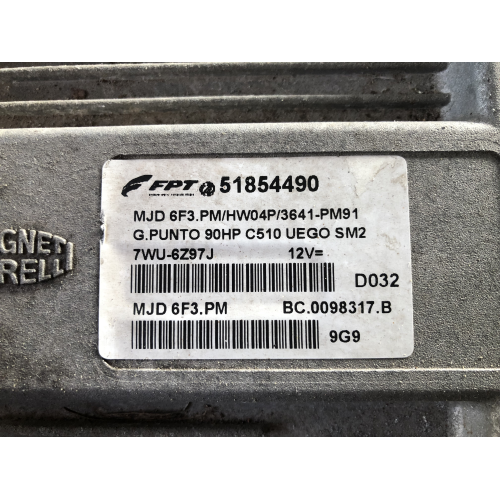 FPT 51854490
MJD 6F3.PM/HW04P/3641-PM91
G.PUNTO 90HP C510 UEGO SM2
7WU-6Z97J 12V=
D032
MJD 6F3.PM BC.0098317.B
9G9
GNETI
RELLI